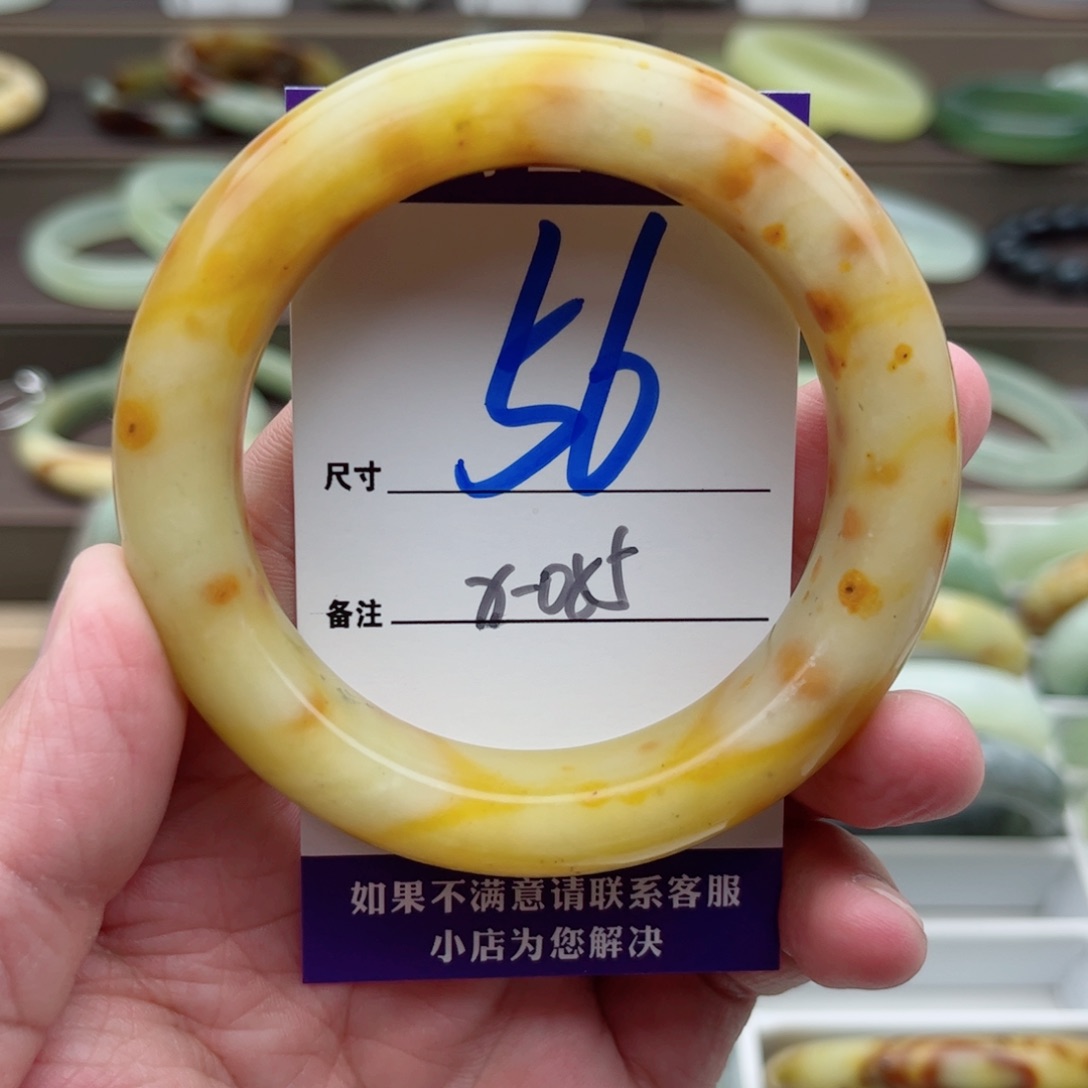 尺寸 56
备注 x-085
如果不满意请联系客服
小店为您解决